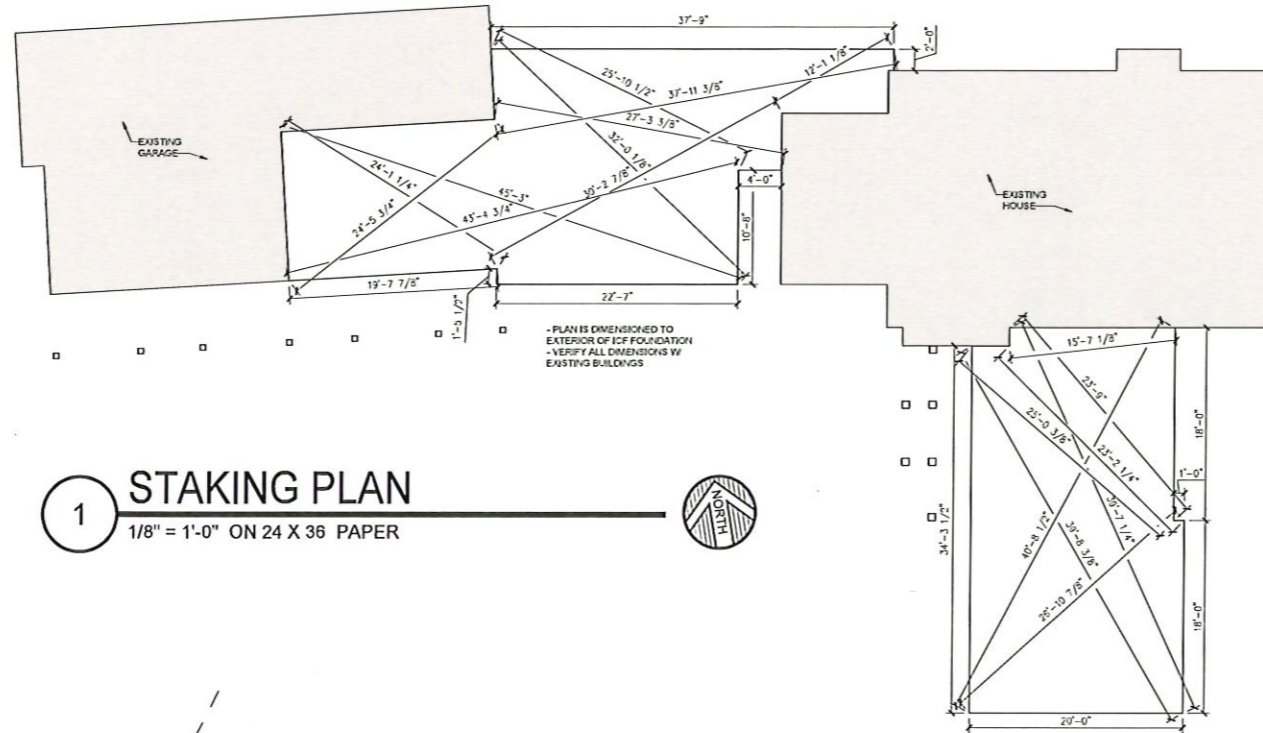 37'-9"
2'-0"
12'-1 1/8"
25'-10 1/2"
37'-11 3/8"
27'-3 3/8"
32'-0 1/8"
EXISTING
GARAGE
24'-1 1/4"
30'-2 7/8"
4'-0"
EXISTING
HOUSE
45'-3"
43'-4 3/4"
24'-5 3/4"
10'-8"
19'-7 7/8"
22'-7"
1'-5 1/2"
- PLAN IS DIMENSIONED TO
EXTERIOR OF ICF FOUNDATION
- VERIFY ALL DIMENSIONS W/
EXISTING BUILDINGS
15'-7 1/8"
23'-9"
25'-0 3/8"
23'-2 1/4"
18'-0"
1'-0"
1
STAKING PLAN
1/8" = 1'-0" ON 24 X 36 PAPER
NORTH
34'-3 1/2"
40'-8 1/2"
39'-8 3/8"
39'-7 1/4"
26'-10 7/8"
18'-0"
20'-0"